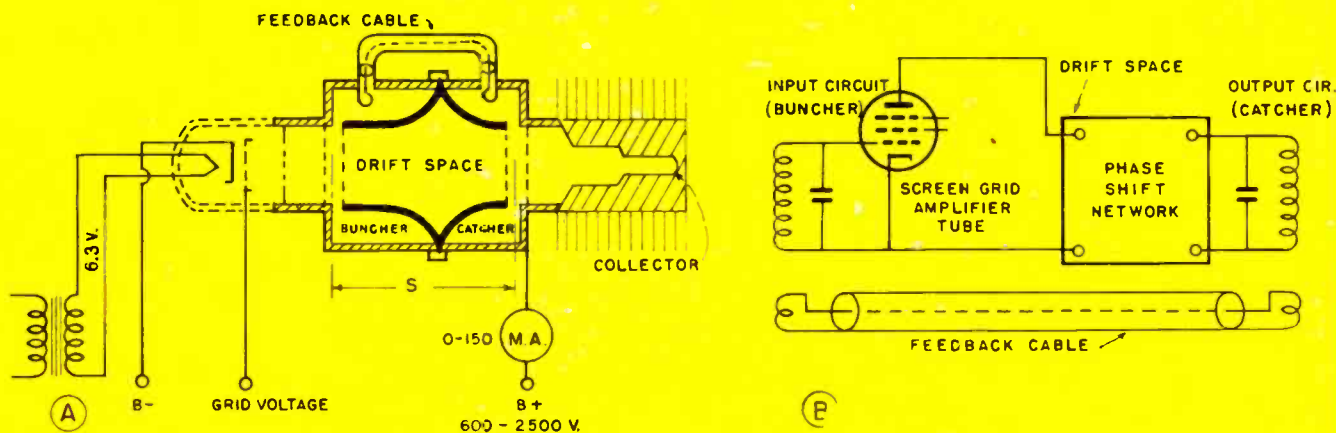 FEEDBACK CABLE
DRIFT SPACE
BUNCHER
CATCHER
S
COLLECTOR
6.3 V.
0-150
M.A.
A
B-
GRID VOLTAGE
B+
600 - 2500 V.
DRIFT SPACE
INPUT CIRCUIT
(BUNCHER)
OUTPUT CIR.
(CATCHER)
SCREEN GRID
AMPLIFIER
TUBE
PHASE
SHIFT
NETWORK
FEEDBACK CABLE
B